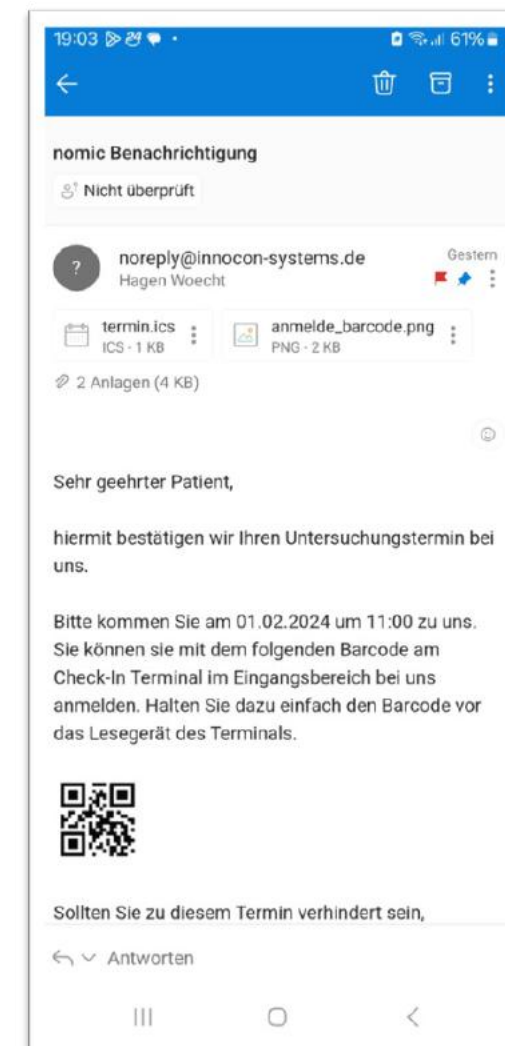 19:03
61%
nomic Benachrichtigung
Nicht überprüft
?
noreply@innocon-systems.de
Gestern
Hagen Woecht
termin.ics
ICS - 1 KB
anmelde_barcode.png
PNG - 2 KB
2 Anlagen (4 KB)
Sehr geehrter Patient,
hiermit bestätigen wir Ihren Untersuchungstermin bei
uns.
Bitte kommen Sie am 01.02.2024 um 11:00 zu uns.
Sie können sie mit dem folgenden Barcode am
Check-In Terminal im Eingangsbereich bei uns
anmelden. Halten Sie dazu einfach den Barcode vor
das Lesegerät des Terminals.
Sollten Sie zu diesem Termin verhindert sein,
Antworten